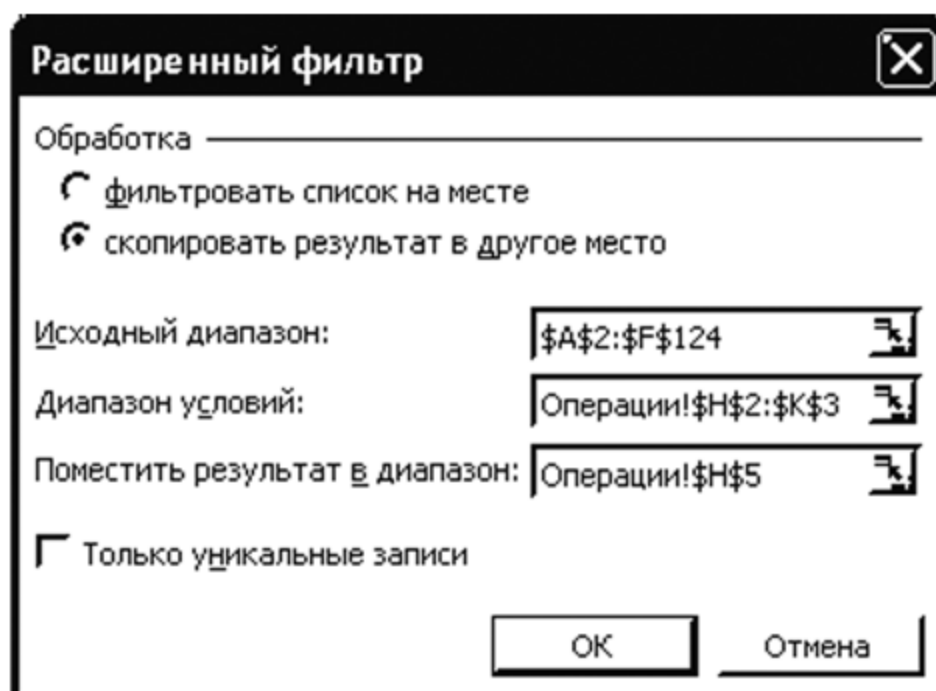 Расширенный фильтр
Обработка
фильтровать список на месте
скопировать результат в другое место
Исходный диапазон: $A$2:$F$124
Диапазон условий: Операции!$H$2:$K$3
Поместить результат в диапазон: Операции!$H$5
Только уникальные записи
ОК Отмена